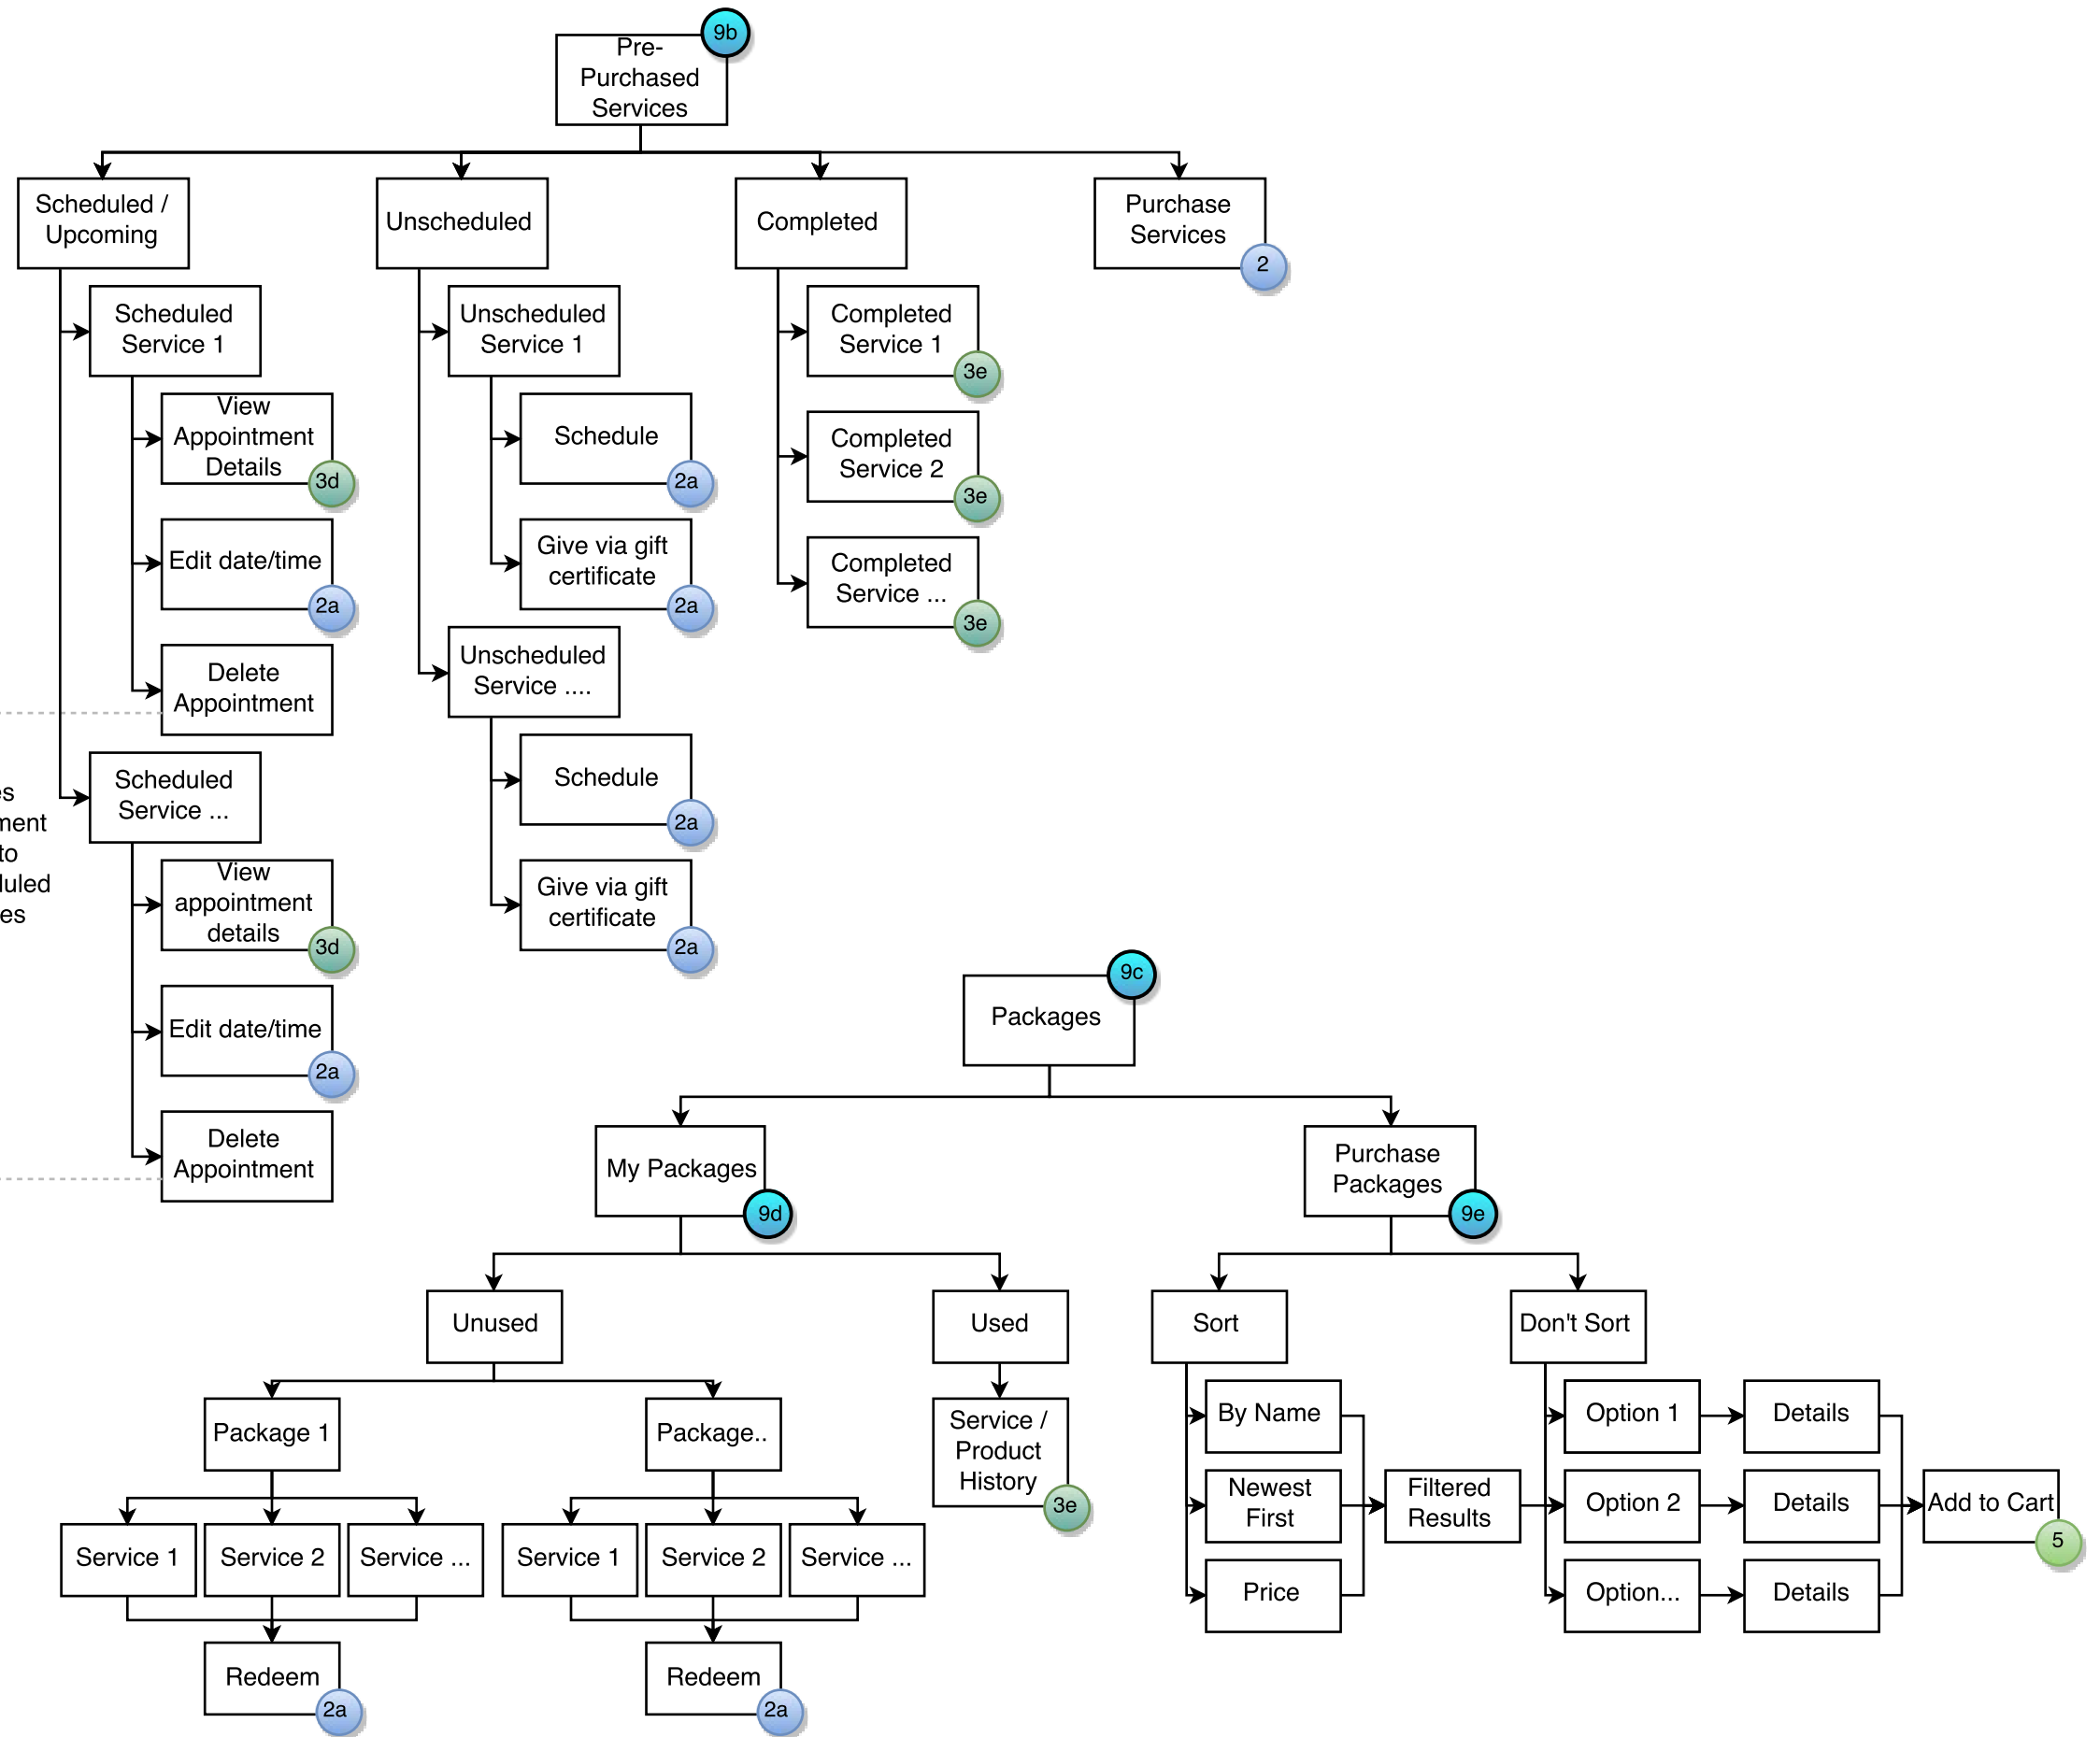 9b
Pre-
Purchased
Services
Scheduled /
Upcoming
Unscheduled
Completed
Purchase
Services
2
Scheduled
Service 1
View
Appointment
Details
3d
Edit date/time
2a
Delete
Appointment
Scheduled
Service ...
View
appointment
details
3d
Edit date/time
2a
Delete
Appointment
Unscheduled
Service 1
Schedule
2a
Give via gift
certificate
2a
Unscheduled
Service ....
Schedule
2a
Give via gift
certificate
2a
Completed
Service 1
3e
Completed
Service 2
3e
Completed
Service ...
3e
to
9c
Packages
My Packages
9d
Purchase
Packages
9e
Unused
Used
Package 1
Package..
Service 1
Service 2
Service ...
Service 1
Service 2
Service ...
Redeem
2a
Redeem
2a
Service /
Product
History
3e
Sort
Don't Sort
By Name
Newest
First
Price
Filtered
Results
Option 1
Details
Option 2
Details
Option...
Details
Add to Cart
5